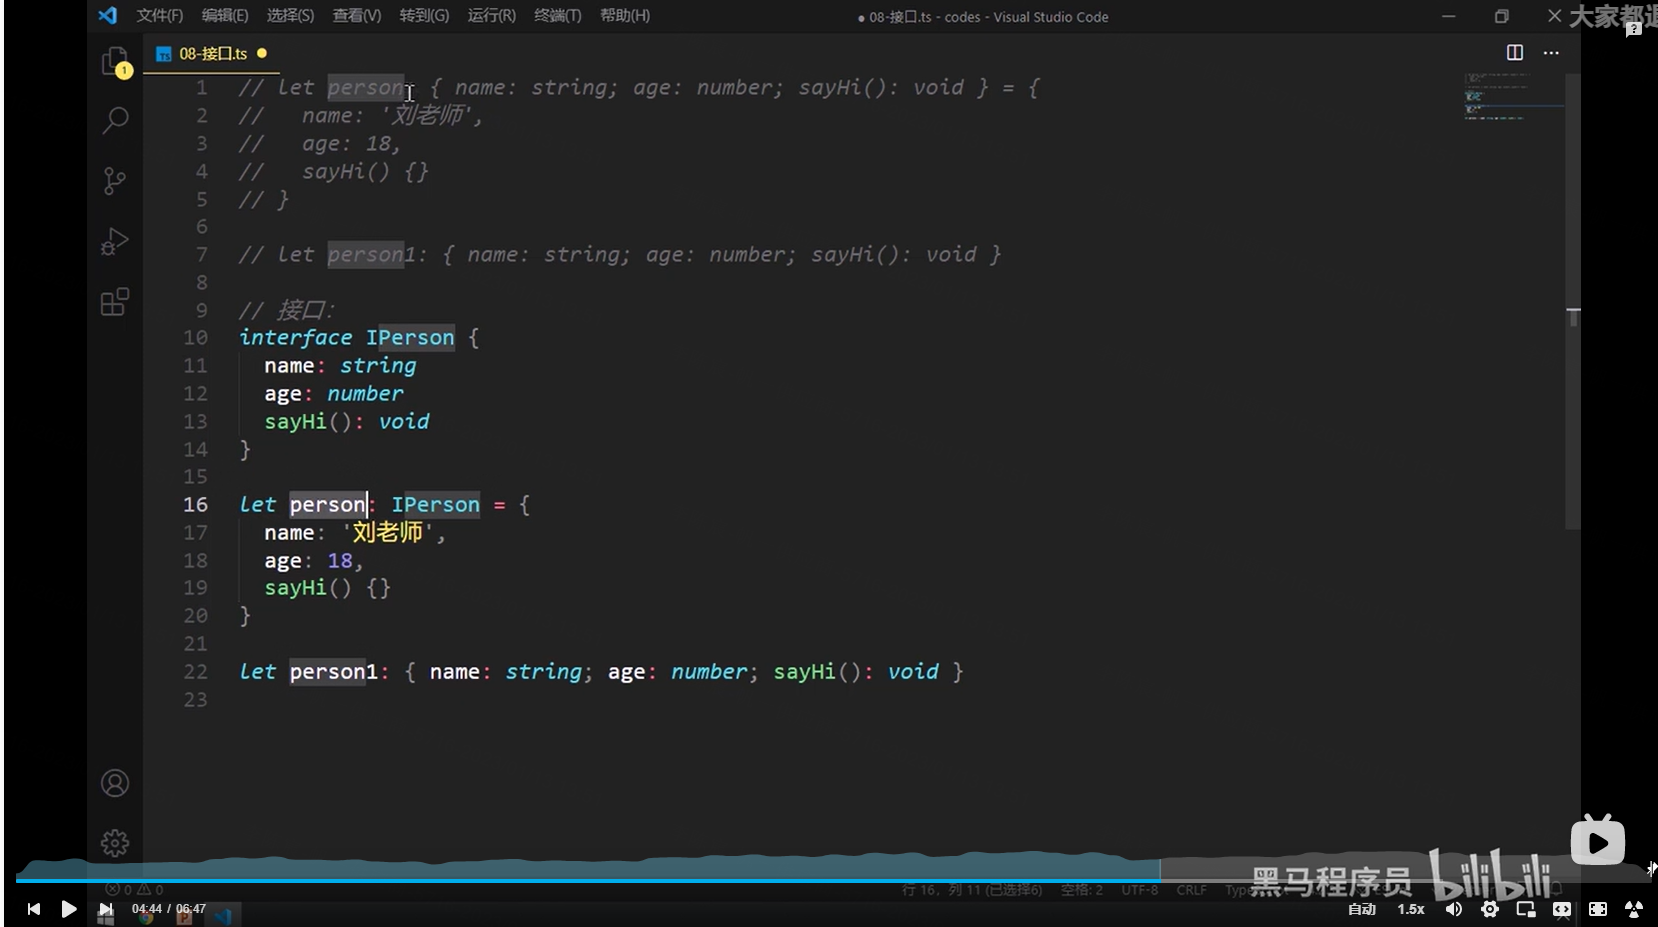 文件(F) 编辑(E) 选择(S) 查看(V) 转到(G) 运行(R) 终端(T) 帮助(H) ● 08-接口.ts - codes - Visual Studio Code
大家都
08-接口.ts
1
1 // let person: { name: string; age: number; sayHi(): void } = {
2 //   name: '刘老师',
3 //   age: 18,
4 //   sayHi() {}
5 // }
6
7 // let person1: { name: string; age: number; sayHi(): void }
8
9 // 接口：
10 interface IPerson {
11   name: string
12   age: number
13   sayHi(): void
14 }
15
16 let person: IPerson = {
17   name: '刘老师',
18   age: 18,
19   sayHi() {}
20 }
21
22 let person1: { name: string; age: number; sayHi(): void }
23
黑马程序员 bilibili
0 0 行 16，列 11 (已选择6) 空格: 2 UTF-8 CRLF
04:44 / 06:47 自动 1.5x